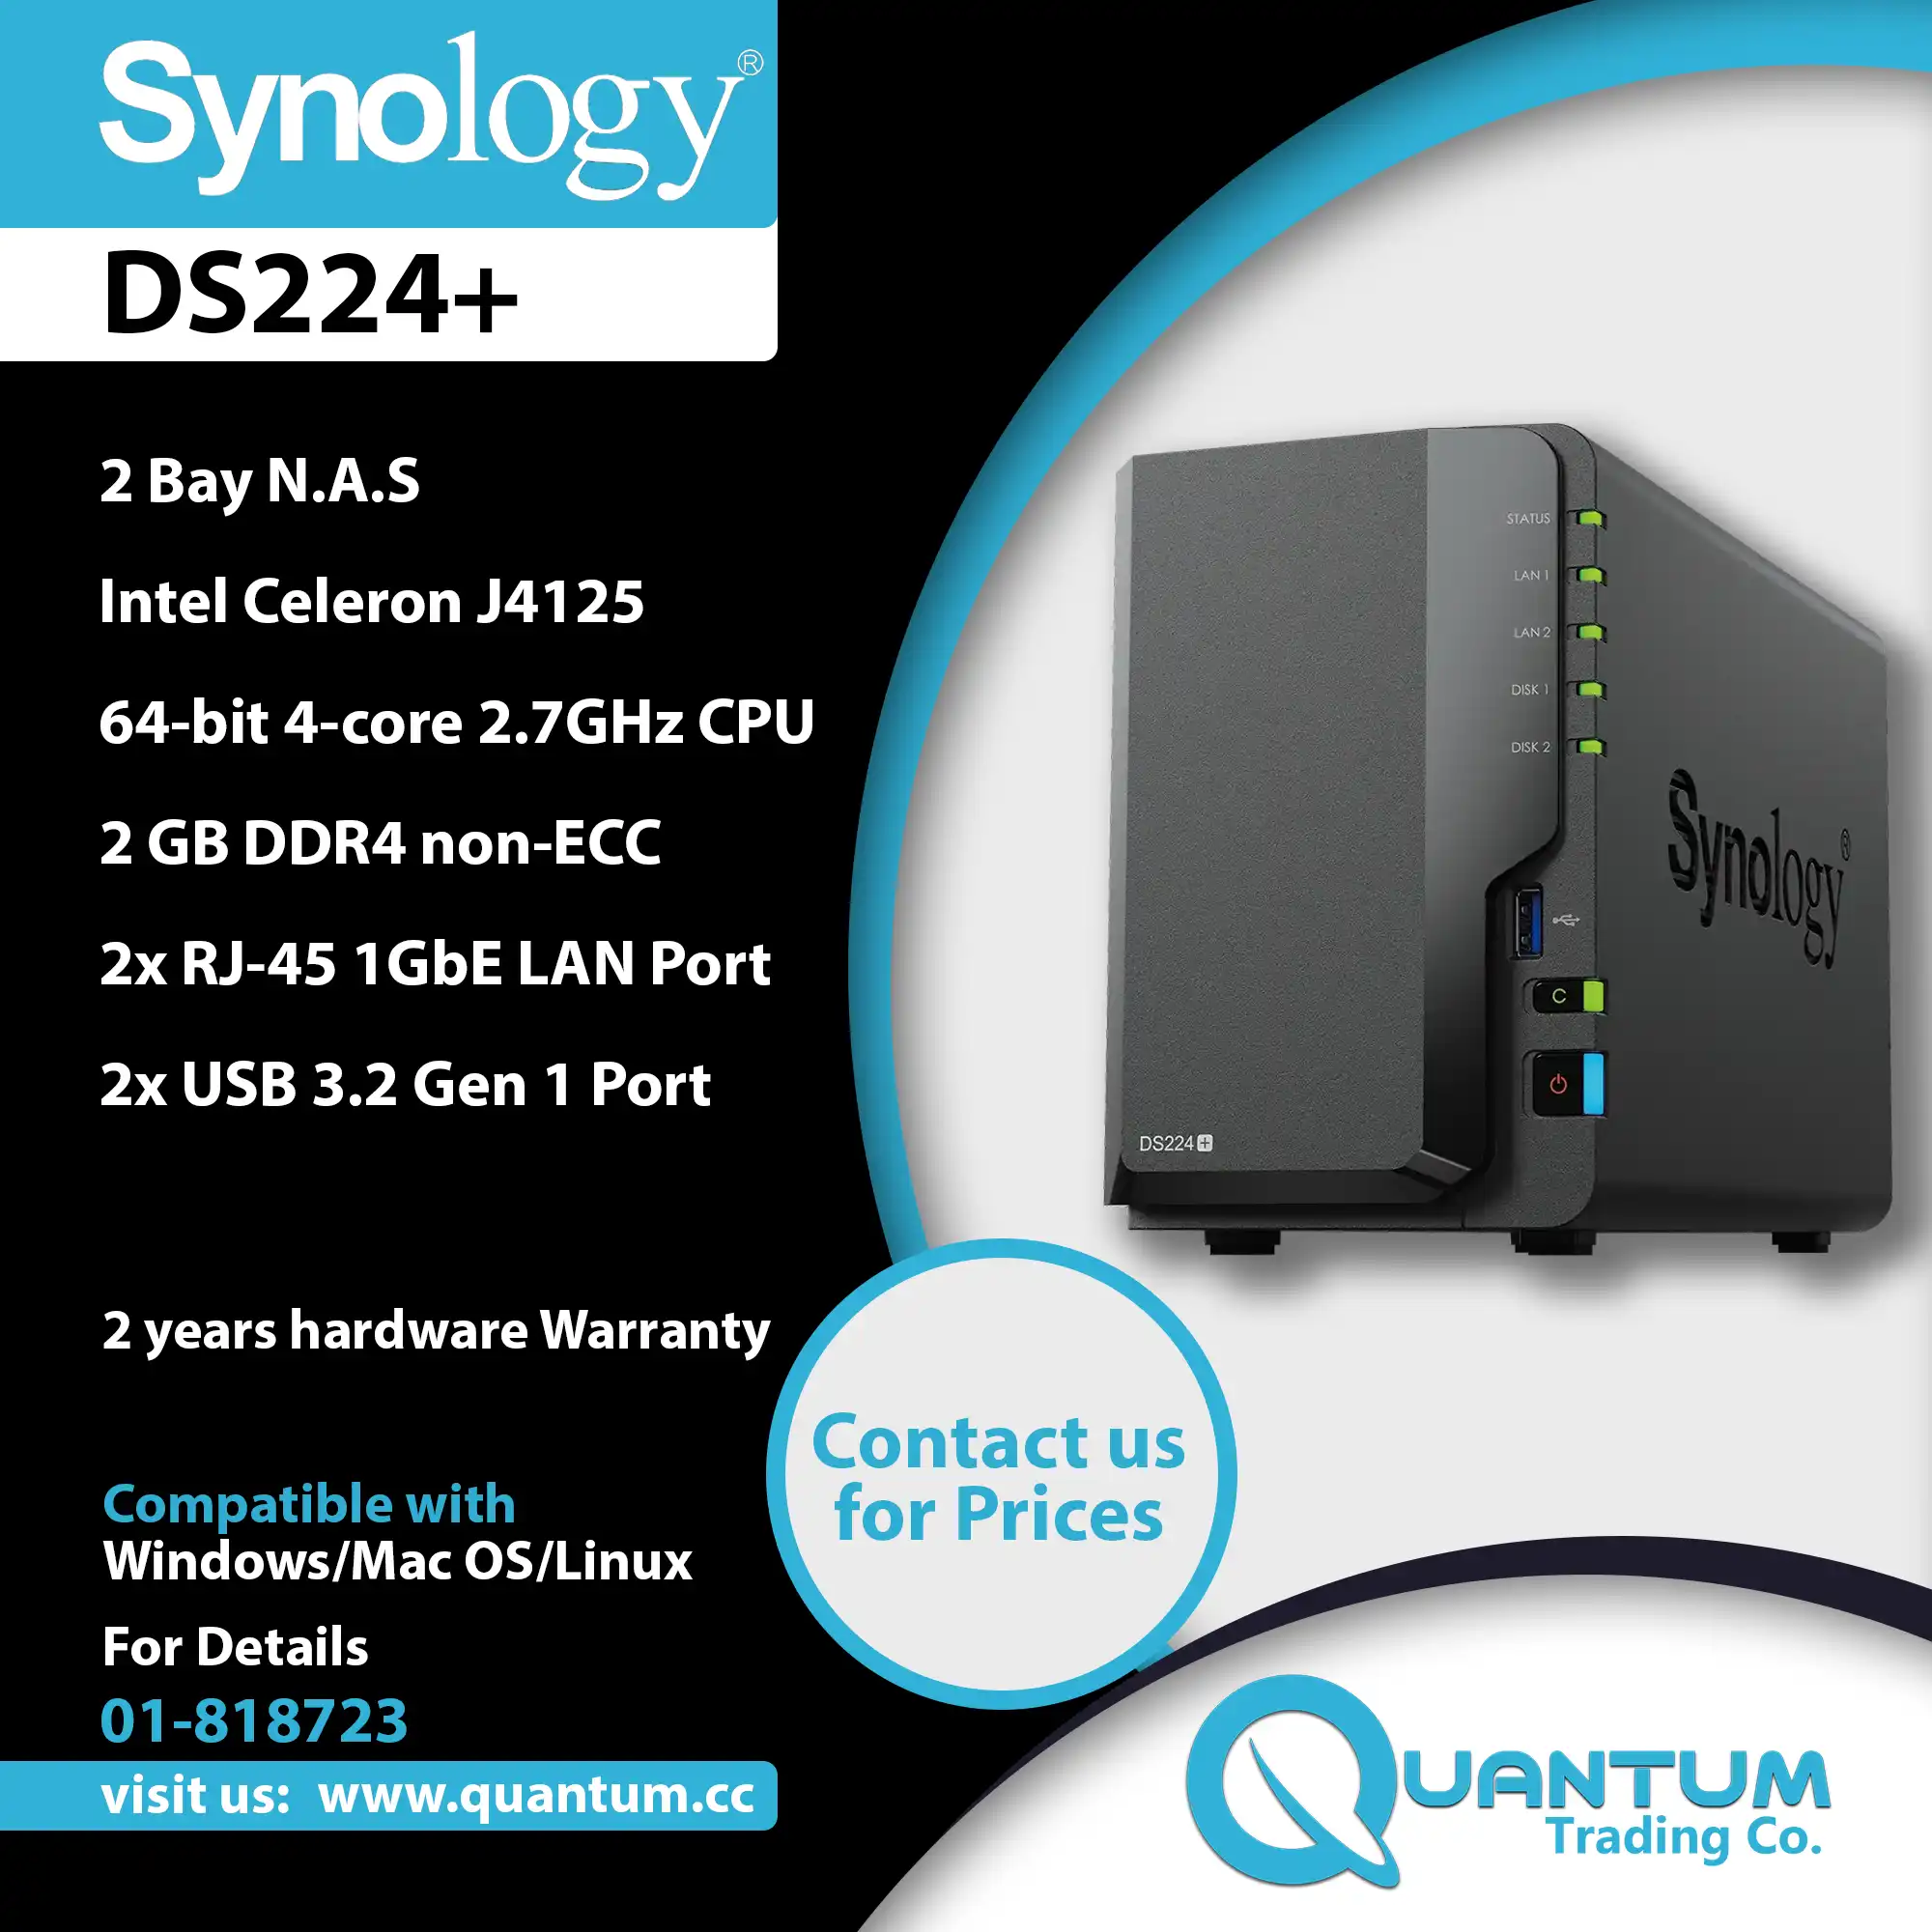 Synology®
DS224+
2 Bay N.A.S
Intel Celeron J4125
64-bit 4-core 2.7GHz CPU
2 GB DDR4 non-ECC
2x RJ-45 1GbE LAN Port
2x USB 3.2 Gen 1 Port
2 years hardware Warranty
Compatible with
Windows/Mac OS/Linux
For Details
01-818723
visit us: www.quantum.cc
STATUS
LAN 1
LAN 2
DISK 1
DISK 2
Synology®
C
DS224+
Contact us
for Prices
QUANTUM
Trading Co.